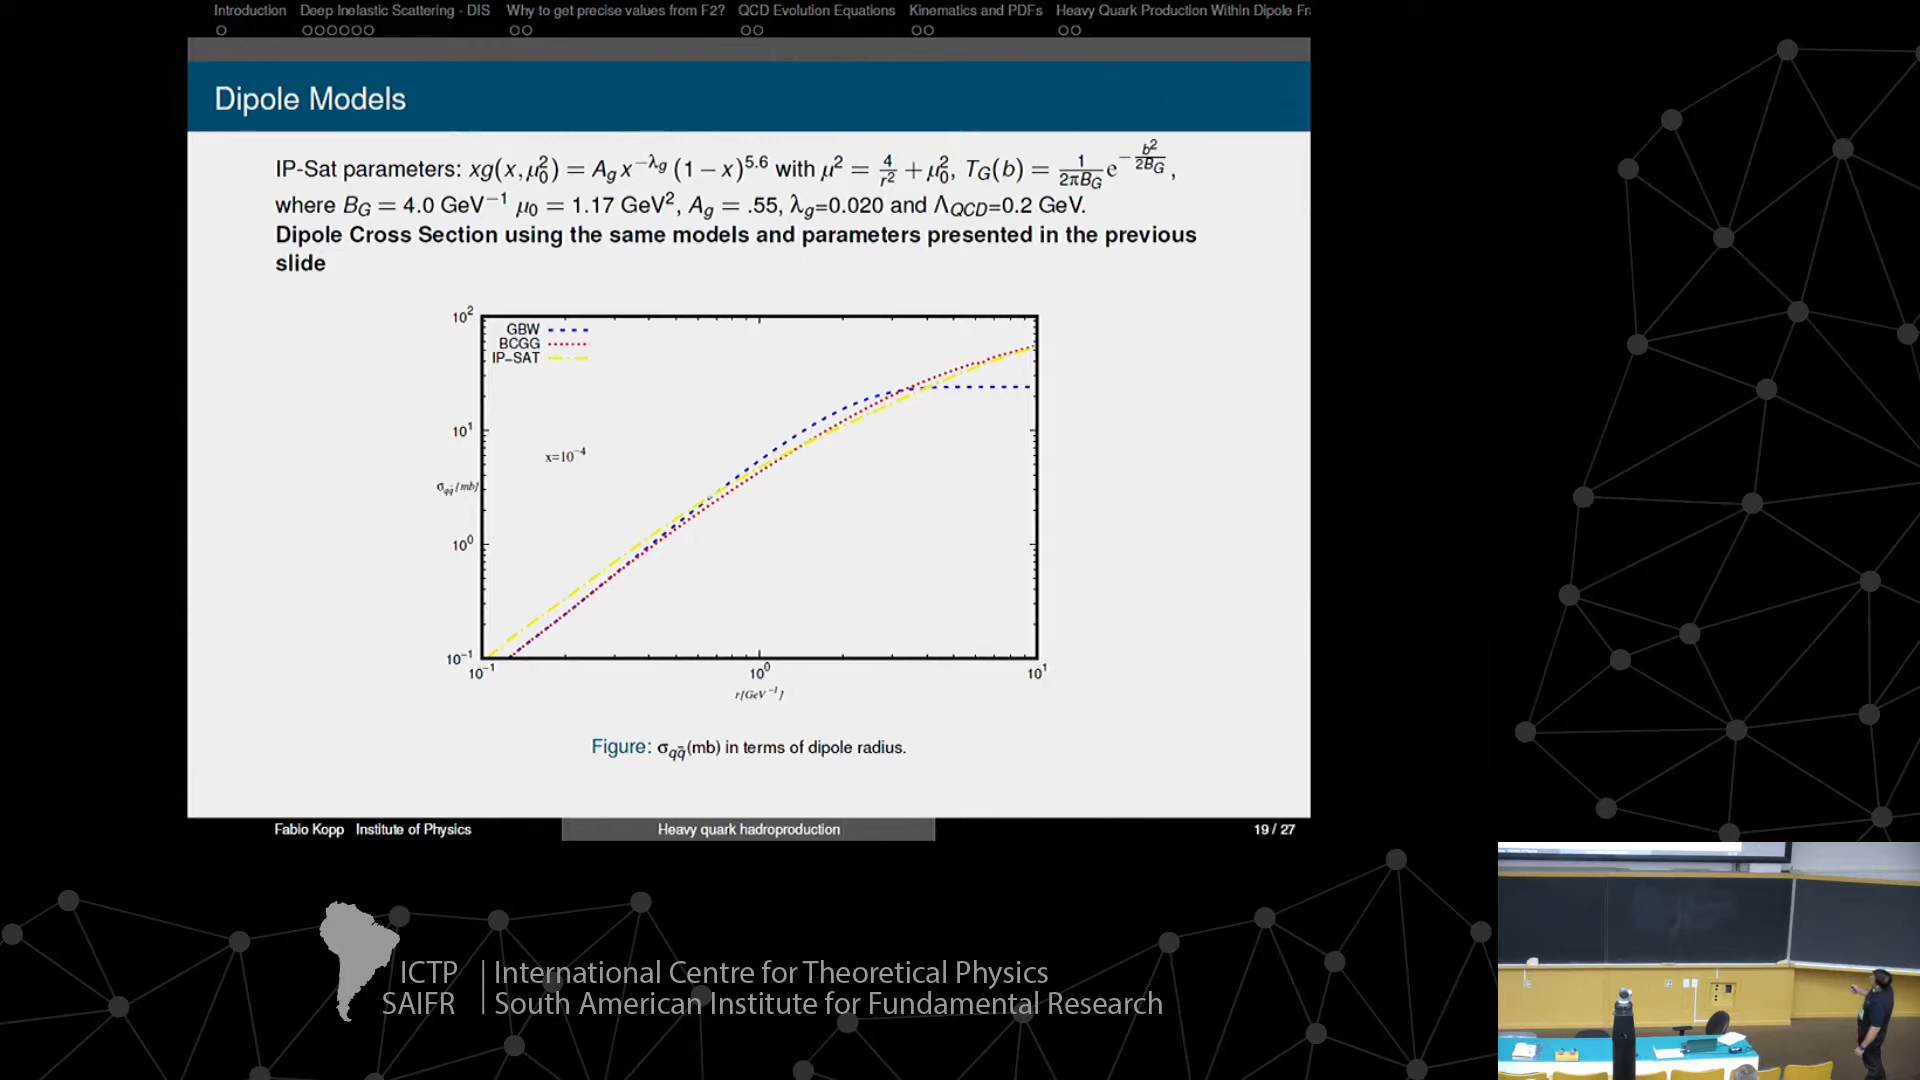 Introduction Deep Inelastic Scattering - DIS Why to get precise values from F2? QCD Evolution Equations Kinematics and PDFs Heavy Quark Production Within Dipole Fr
Dipole Models
IP-Sat parameters: xg(x,μ₀²) = A_g x^{−λ_g} (1−x)^{5.6} with μ² = 4/r² + μ₀², T_G(b) = 1/(2πB_G) e^{−b²/(2B_G)},
where B_G = 4.0 GeV⁻¹ μ₀ = 1.17 GeV², A_g = .55, λ_g=0.020 and Λ_QCD=0.2 GeV.
Dipole Cross Section using the same models and parameters presented in the previous
slide
10²
GBW
BCGG
IP-SAT
10¹
x=10⁻⁴
σ_{qq̄}[mb]
10⁰
10⁻¹
10⁻¹ 10⁰ 10¹
r[GeV⁻¹]
Figure: σ_{qq̄}(mb) in terms of dipole radius.
Fabio Kopp Institute of Physics Heavy quark hadroproduction 19 / 27
ICTP International Centre for Theoretical Physics
SAIFR South American Institute for Fundamental Research